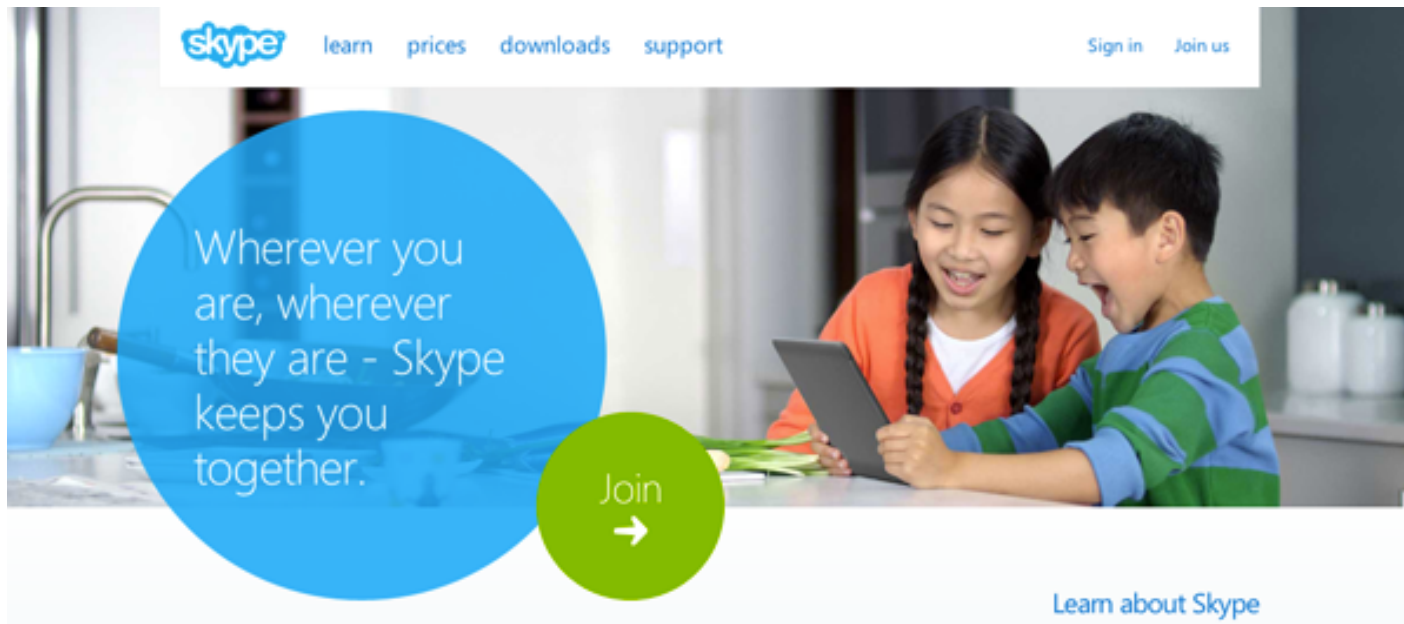 skype learn prices downloads support Sign in Join us
Wherever you
are, wherever
they are - Skype
keeps you
together.
Join
Learn about Skype